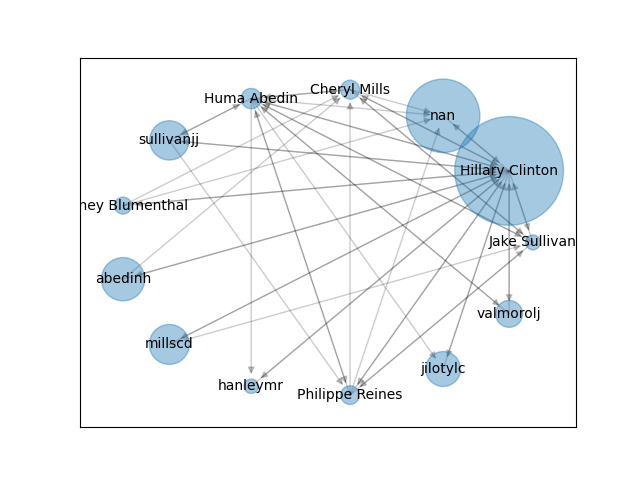 Cheryl Mills
Huma Abedin
nan
sullivanjj
Hillary Clinton
ney Blumenthal
Jake Sullivan
abedinh
valmorolj
millscd
jilotylc
hanleymr
Philippe Reines